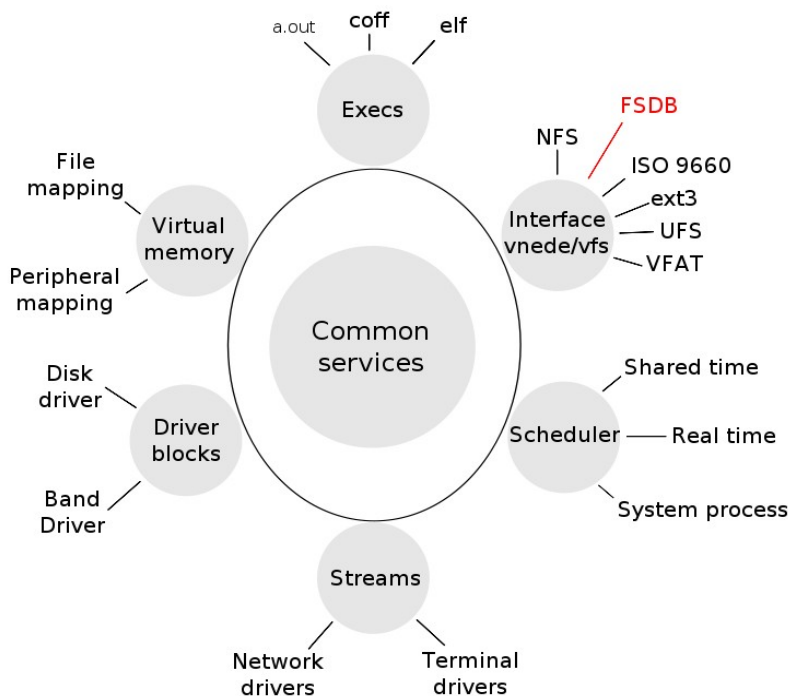 a.out
coff
elf
Execs
FSDB
NFS
ISO 9660
ext3
UFS
VFAT
Interface
vnede/vfs
File
mapping
Virtual
memory
Peripheral
mapping
Common
services
Disk
driver
Driver
blocks
Band
Driver
Shared time
Scheduler
Real time
System process
Streams
Network
drivers
Terminal
drivers